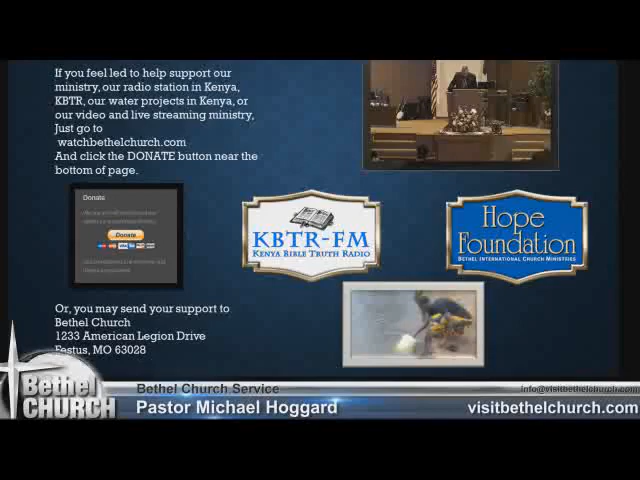 If you feel led to help support our
ministry, our radio station in Kenya,
KBTR, our water projects in Kenya, or
our video and live streaming ministry,
Just go to
watchbethelchurch.com
And click the DONATE button near the
bottom of page.
Donate
Donate
KBTR-FM
KENYA BIBLE TRUTH RADIO
Hope
Foundation
BETHEL INTERNATIONAL CHURCH MINISTRIES
Or, you may send your support to
Bethel Church
1233 American Legion Drive
Festus, MO 63028
Bethel
CHURCH
Bethel Church Service
info@visitbethelchurch.com
Pastor Michael Hoggard
visitbethelchurch.com